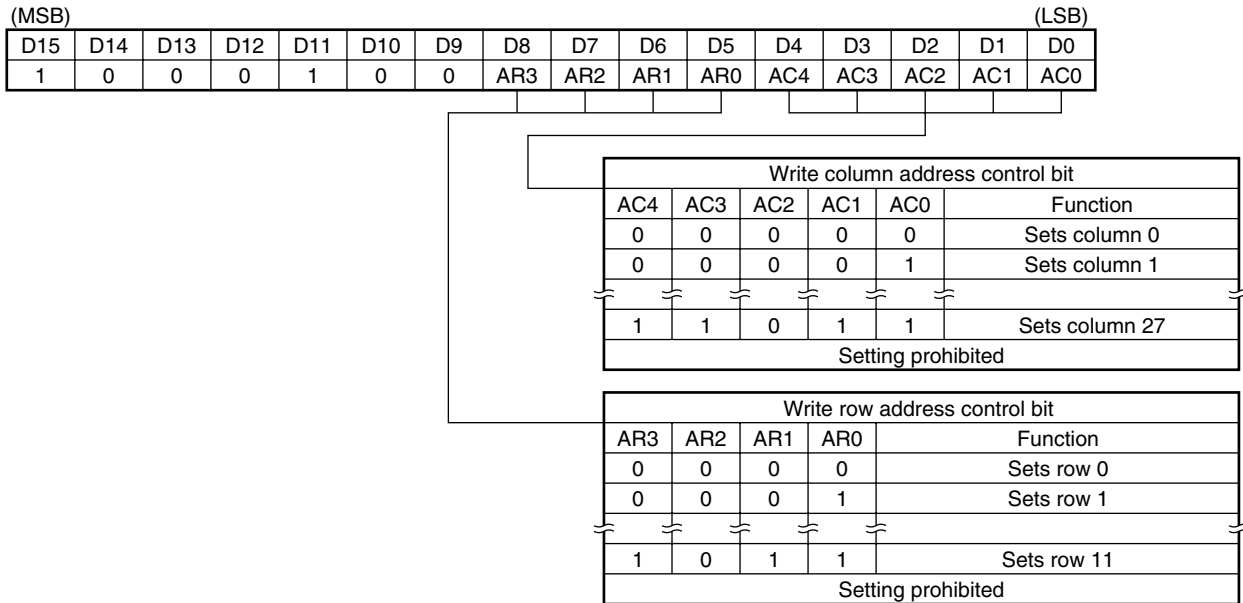 (MSB) (LSB)
D15 D14 D13 D12 D11 D10 D9 D8 D7 D6 D5 D4 D3 D2 D1 D0
1 0 0 0 1 0 0 AR3 AR2 AR1 AR0 AC4 AC3 AC2 AC1 AC0
Write column address control bit
AC4 AC3 AC2 AC1 AC0 Function
0 0 0 0 0 Sets column 0
0 0 0 0 1 Sets column 1
1 1 0 1 1 Sets column 27
Setting prohibited
Write row address control bit
AR3 AR2 AR1 AR0 Function
0 0 0 0 Sets row 0
0 0 0 1 Sets row 1
1 0 1 1 Sets row 11
Setting prohibited